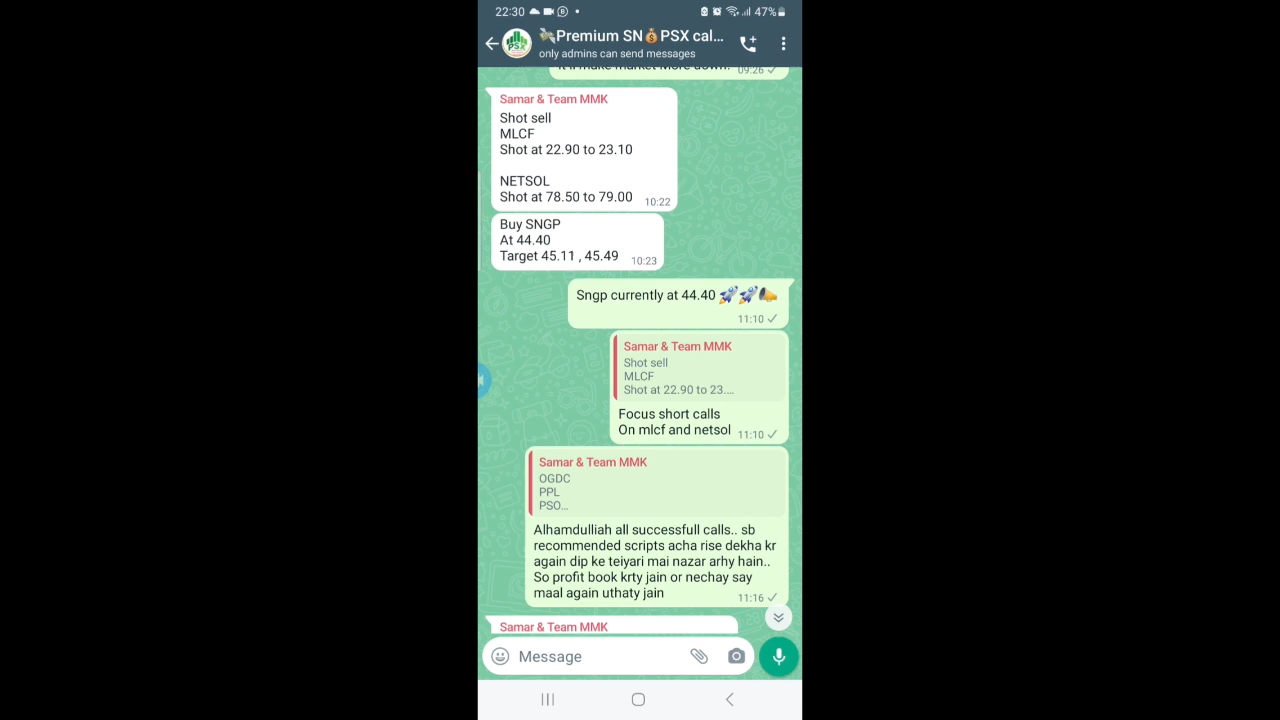 22:30
47%
Premium SN💰PSX cal...
only admins can send messages
09:26
Samar & Team MMK
Shot sell
MLCF
Shot at 22.90 to 23.10
NETSOL
Shot at 78.50 to 79.00
10:22
Buy SNGP
At 44.40
Target 45.11 , 45.49
10:23
Sngp currently at 44.40 🚀🚀📣
11:10
Samar & Team MMK
Shot sell
MLCF
Shot at 22.90 to 23....
Focus short calls
On mlcf and netsol
11:10
Samar & Team MMK
OGDC
PPL
PSO...
Alhamdulliah all successfull calls.. sb
recommended scripts acha rise dekha kr
again dip ke teiyari mai nazar arhy hain..
So profit book krty jain or nechay say
maal again uthaty jain
11:16
Samar & Team MMK
Message